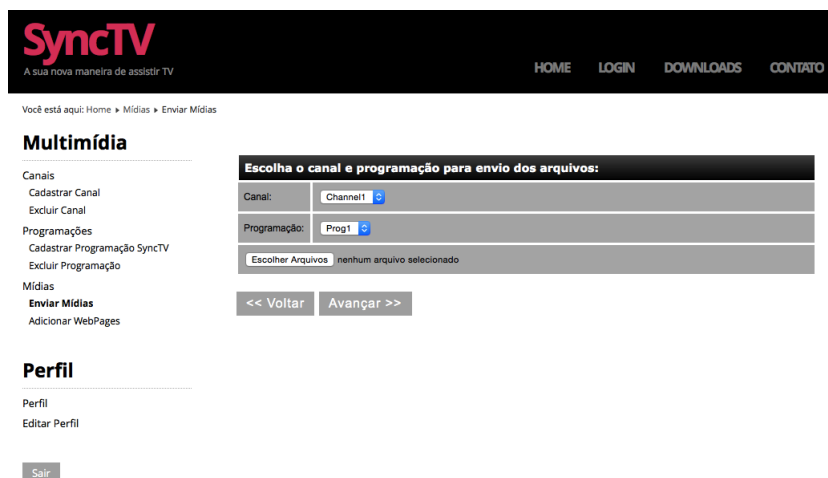 SyncTV
A sua nova maneira de assistir TV
HOME LOGIN DOWNLOADS CONTATO
Você está aqui: Home ▸ Mídias ▸ Enviar Mídias
Multimídia
Canais
Cadastrar Canal
Excluir Canal
Programações
Cadastrar Programação SyncTV
Excluir Programação
Mídias
Enviar Mídias
Adicionar WebPages
Perfil
Perfil
Editar Perfil
Sair
Escolha o canal e programação para envio dos arquivos:
Canal: Channel1
Programação: Prog1
Escolher Arquivos nenhum arquivo selecionado
<< Voltar Avançar >>